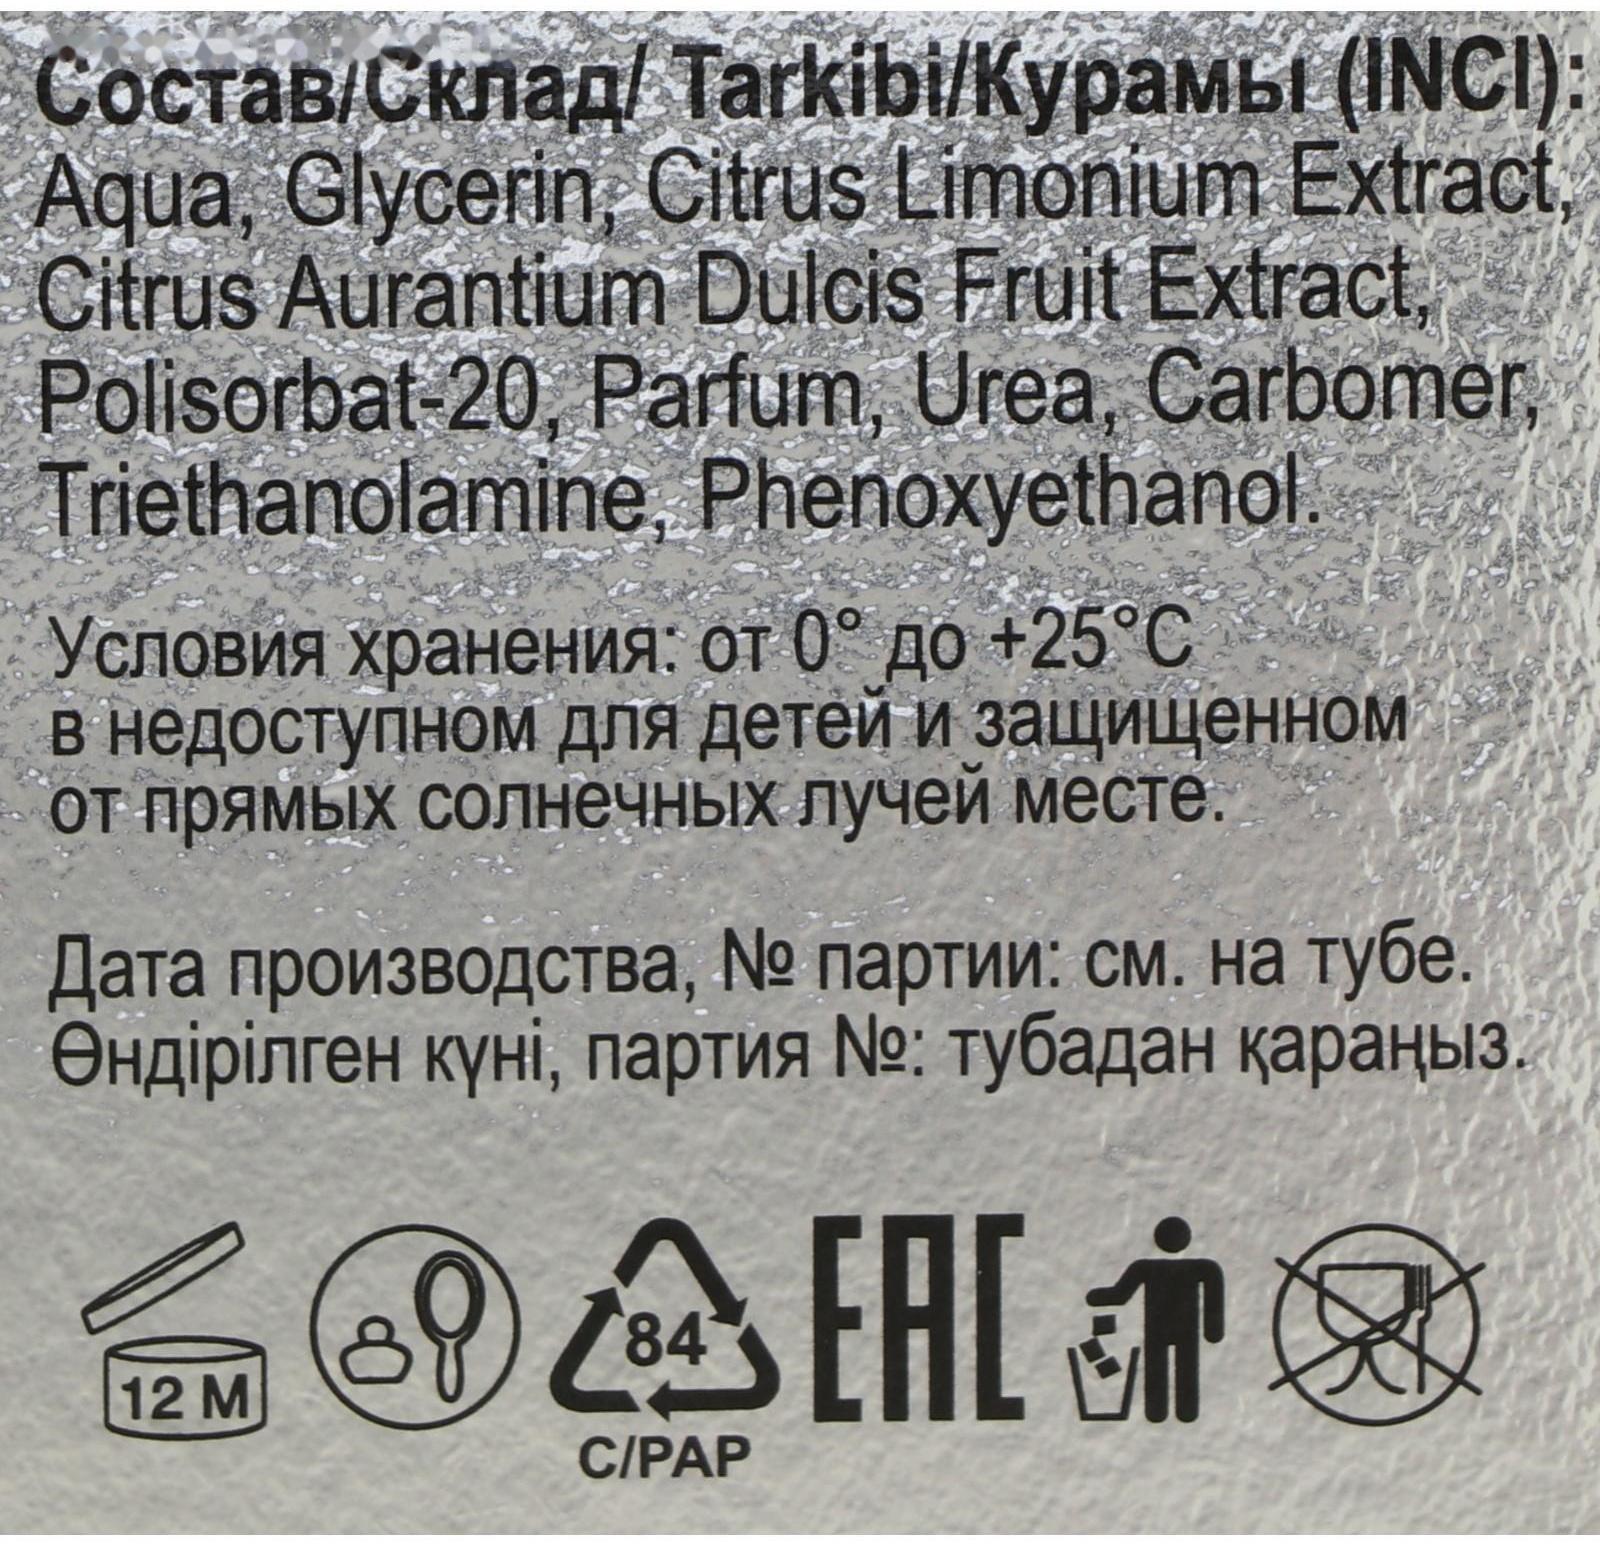 Состав/Склад/ Tarkibi/Курамы (INCI):
Aqua, Glycerin, Citrus Limonium Extract,
Citrus Aurantium Dulcis Fruit Extract,
Polisorbat-20, Parfum, Urea, Carbomer,
Triethanolamine, Phenoxyethanol.
Условия хранения: от 0° до +25°С
в недоступном для детей и защищенном
от прямых солнечных лучей месте.
Дата производства, № партии: см. на тубе.
Өндірілген күні, партия №: тубадан қараңыз.
12 M
84
C/PAP
EAC